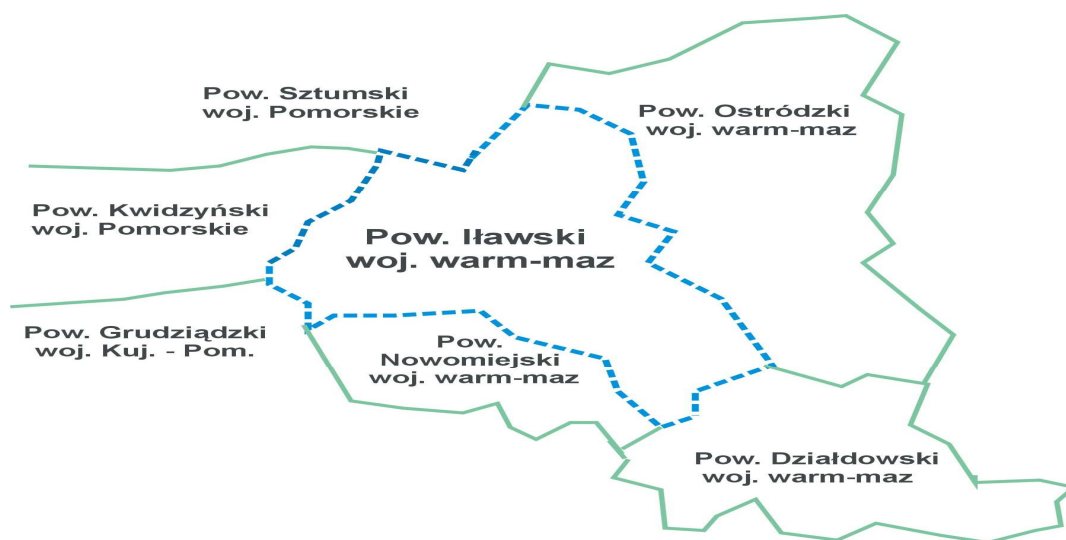 Pow. Sztumski
woj. Pomorskie
Pow. Ostródzki
woj. warm-maz
Pow. Kwidzyński
woj. Pomorskie
Pow. Iławski
woj. warm-maz
Pow. Grudziądzki
woj. Kuj. - Pom.
Pow.
Nowomiejski
woj. warm-maz
Pow. Działdowski
woj. warm-maz